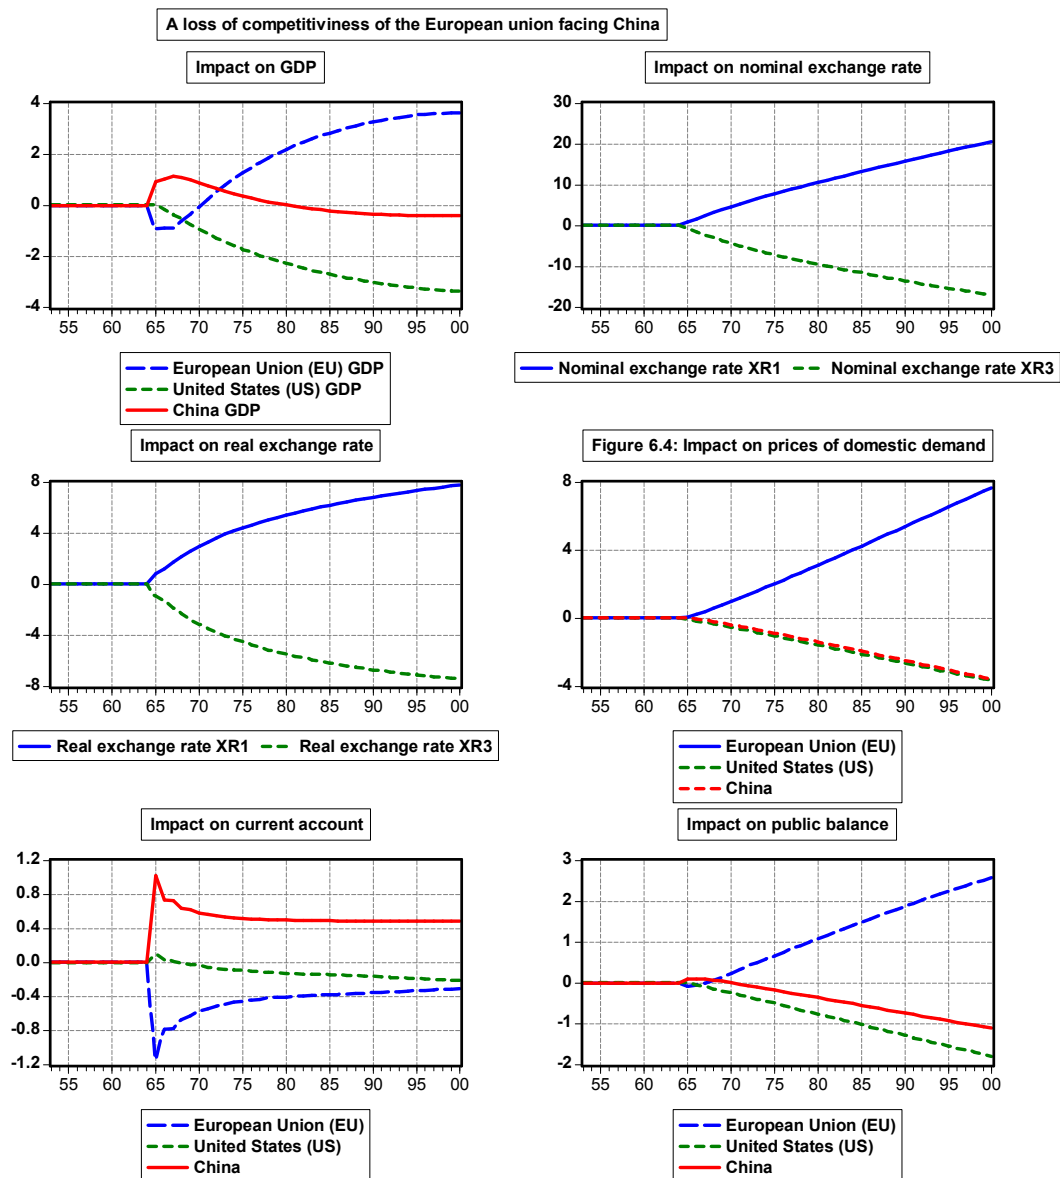 A loss of competitiviness of the European union facing China
Impact on GDP
4
2
0
-2
-4
55 60 65 70 75 80 85 90 95 00
European Union (EU) GDP
United States (US) GDP
China GDP
Impact on nominal exchange rate
30
20
10
0
-10
-20
55 60 65 70 75 80 85 90 95 00
Nominal exchange rate XR1 Nominal exchange rate XR3
Impact on real exchange rate
8
4
0
-4
-8
55 60 65 70 75 80 85 90 95 00
Real exchange rate XR1 Real exchange rate XR3
Figure 6.4: Impact on prices of domestic demand
8
4
0
-4
55 60 65 70 75 80 85 90 95 00
European Union (EU)
United States (US)
China
Impact on current account
1.2
0.8
0.4
0.0
-0.4
-0.8
-1.2
55 60 65 70 75 80 85 90 95 00
European Union (EU)
United States (US)
China
Impact on public balance
3
2
1
0
-1
-2
55 60 65 70 75 80 85 90 95 00
European Union (EU)
United States (US)
China